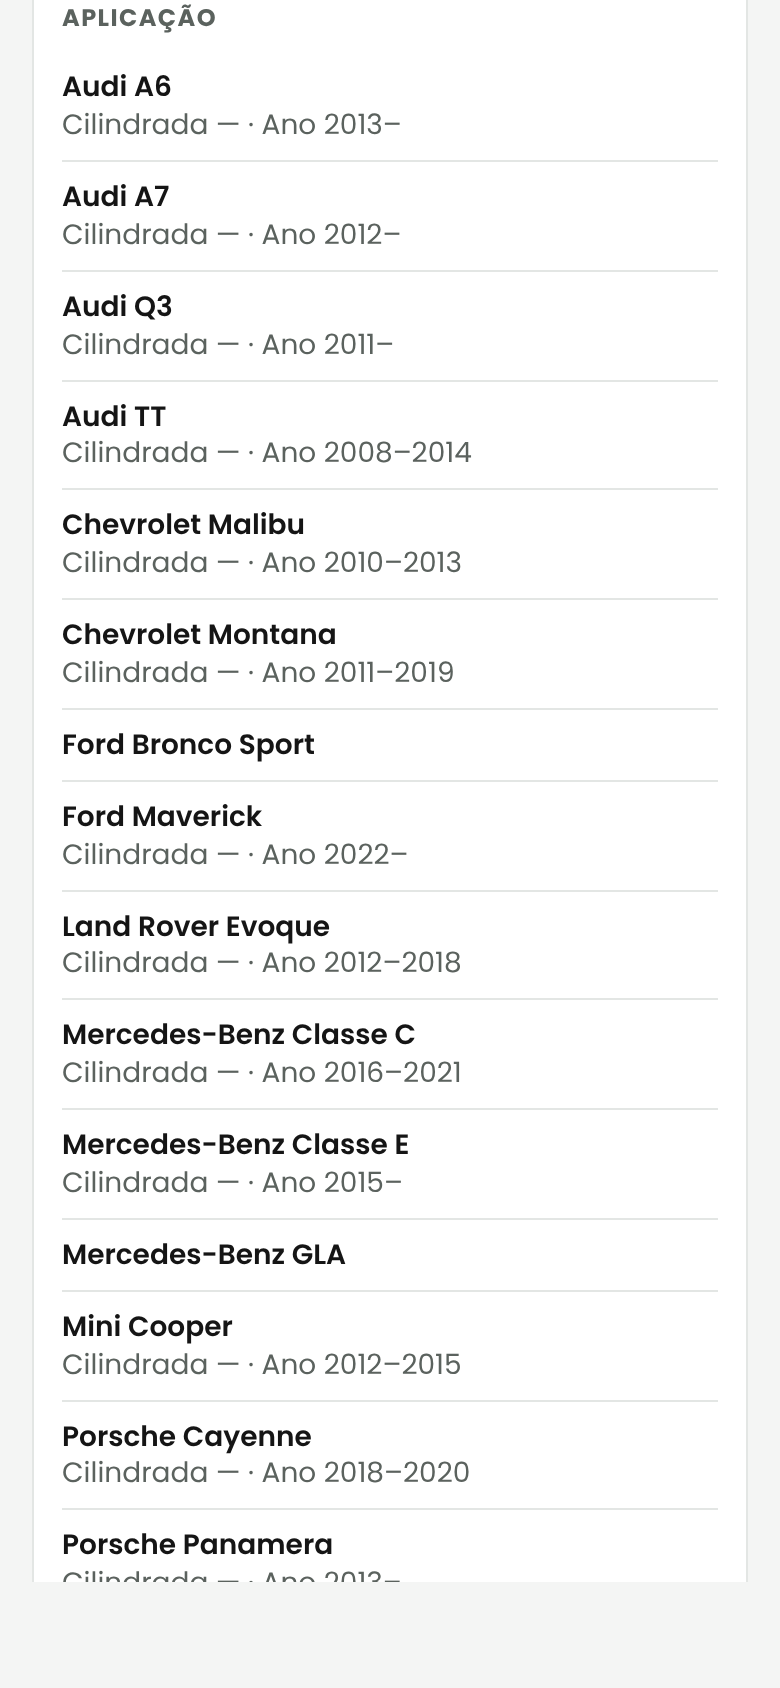 APLICAÇÃO
Audi A6
Cilindrada — · Ano 2013–
Audi A7
Cilindrada — · Ano 2012–
Audi Q3
Cilindrada — · Ano 2011–
Audi TT
Cilindrada — · Ano 2008–2014
Chevrolet Malibu
Cilindrada — · Ano 2010–2013
Chevrolet Montana
Cilindrada — · Ano 2011–2019
Ford Bronco Sport
Ford Maverick
Cilindrada — · Ano 2022–
Land Rover Evoque
Cilindrada — · Ano 2012–2018
Mercedes-Benz Classe C
Cilindrada — · Ano 2016–2021
Mercedes-Benz Classe E
Cilindrada — · Ano 2015–
Mercedes-Benz GLA
Mini Cooper
Cilindrada — · Ano 2012–2015
Porsche Cayenne
Cilindrada — · Ano 2018–2020
Porsche Panamera
Cilindrada — · Ano 2013–